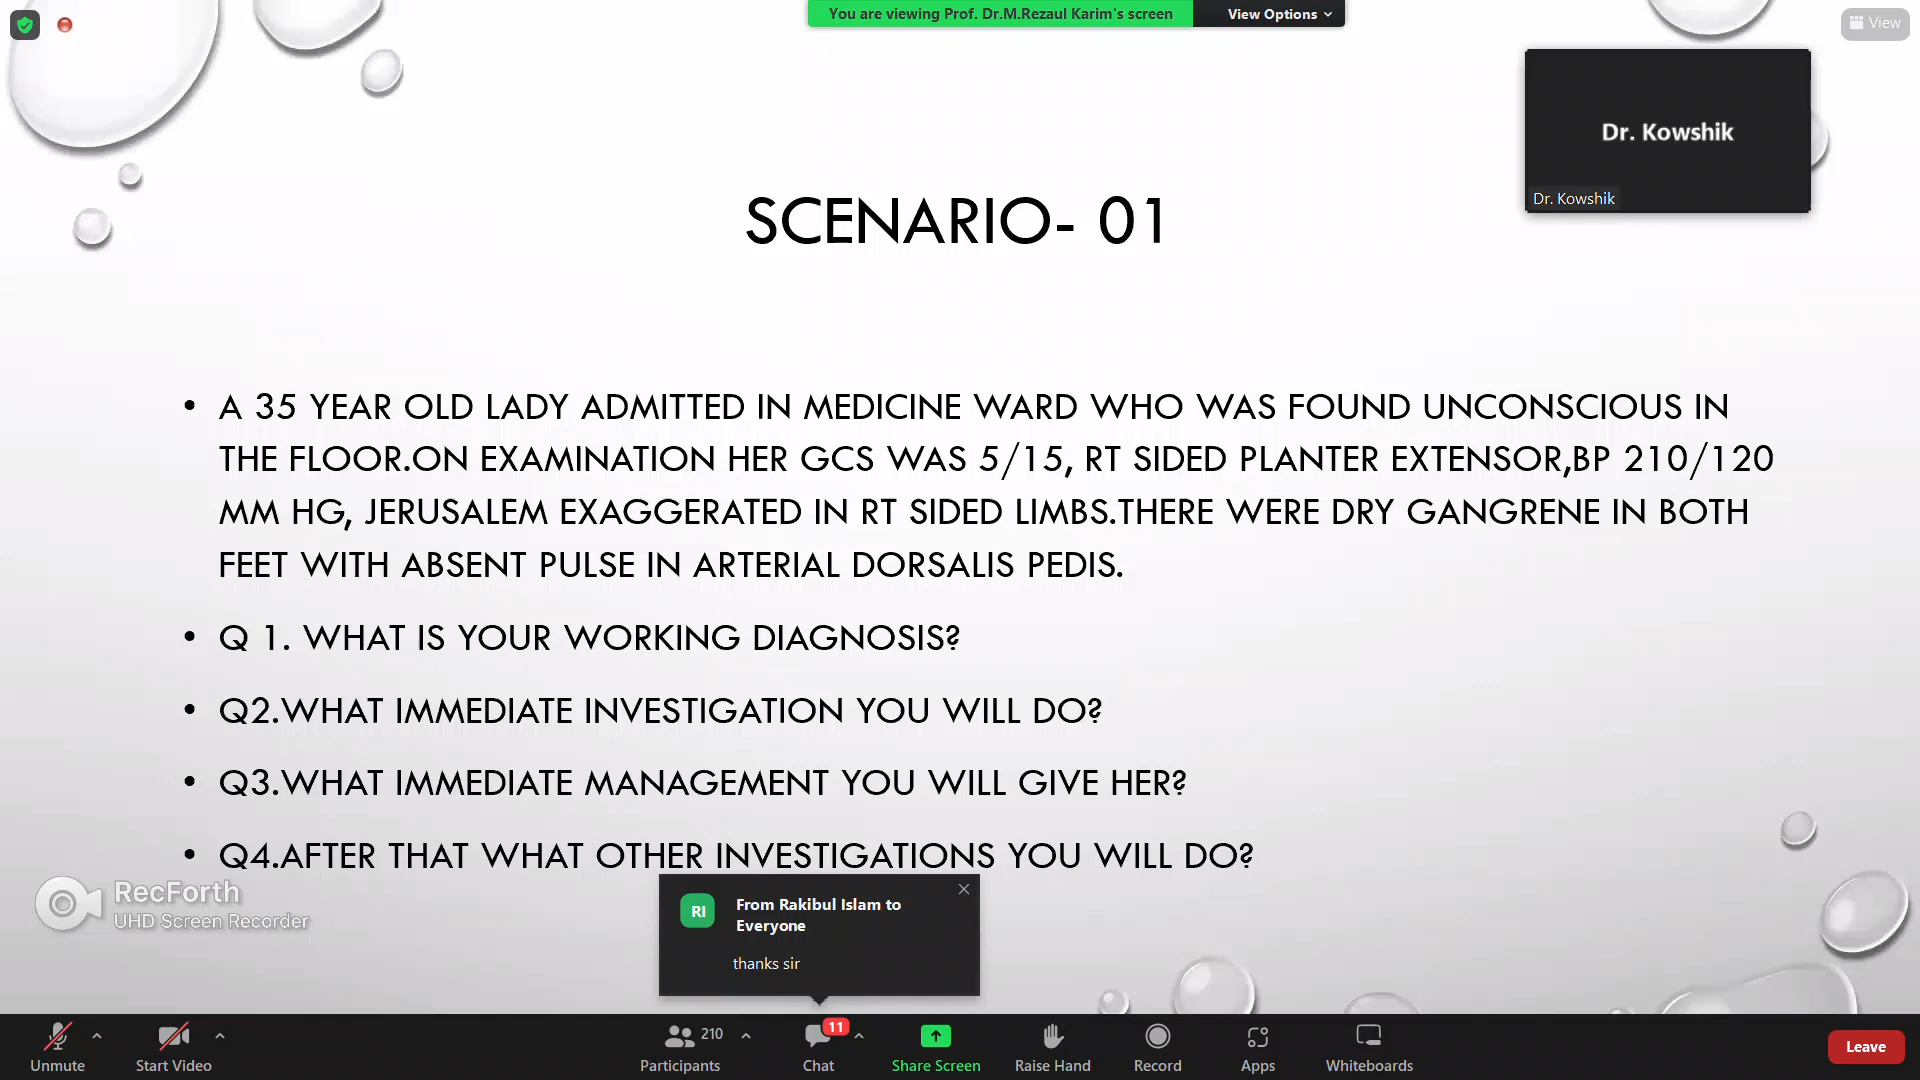 You are viewing Prof. Dr.M.Rezaul Karim's screen
View Options
View
Dr. Kowshik
Dr. Kowshik
SCENARIO- 01
• A 35 YEAR OLD LADY ADMITTED IN MEDICINE WARD WHO WAS FOUND UNCONSCIOUS IN
THE FLOOR.ON EXAMINATION HER GCS WAS 5/15, RT SIDED PLANTER EXTENSOR,BP 210/120
MM HG, JERUSALEM EXAGGERATED IN RT SIDED LIMBS.THERE WERE DRY GANGRENE IN BOTH
FEET WITH ABSENT PULSE IN ARTERIAL DORSALIS PEDIS.
• Q 1. WHAT IS YOUR WORKING DIAGNOSIS?
• Q2.WHAT IMMEDIATE INVESTIGATION YOU WILL DO?
• Q3.WHAT IMMEDIATE MANAGEMENT YOU WILL GIVE HER?
• Q4.AFTER THAT WHAT OTHER INVESTIGATIONS YOU WILL DO?
RecForth
UHD Screen Recorder
RI
From Rakibul Islam to
Everyone
thanks sir
Unmute
Start Video
210
Participants
11
Chat
Share Screen
Raise Hand
Record
Apps
Whiteboards
Leave